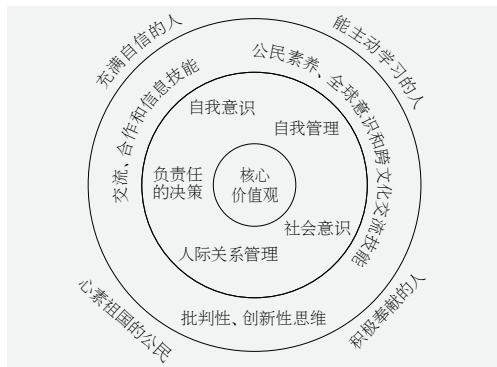 充满自信的人
能主动学习的人
交流、合作和信息技能
公民素养、全球意识和跨文化交流技能
自我意识
自我管理
负责任
的决策
核心
价值观
社会意识
人际关系管理
批判性、创新性思维
心素祖国的公民
积极奉献的人